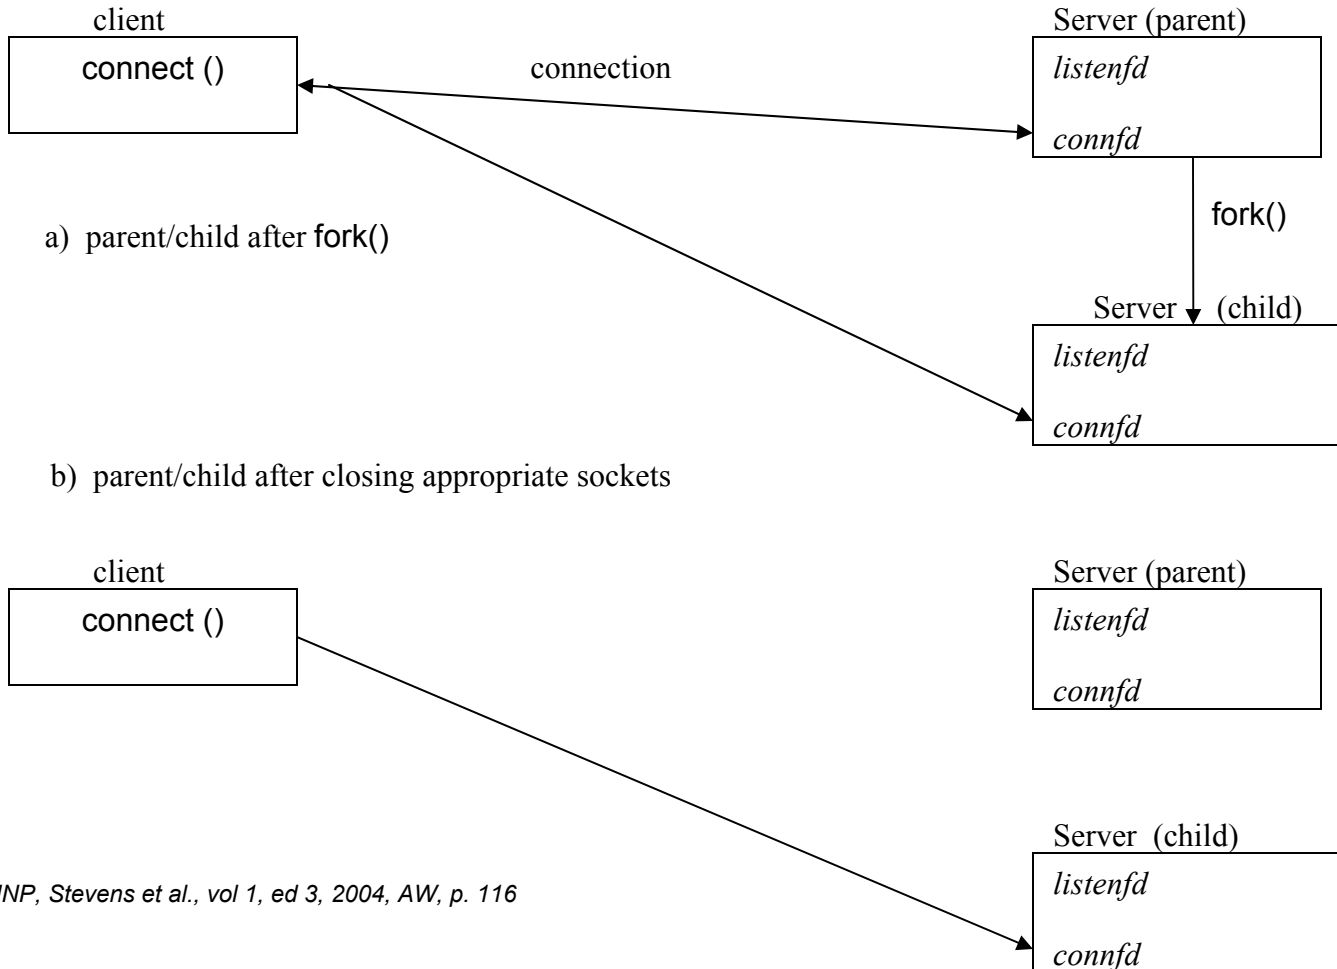 client
Server (parent)
connect ()
connection
listenfd
connfd
fork()
a) parent/child after fork()
Server (child)
listenfd
connfd
b) parent/child after closing appropriate sockets
client
Server (parent)
connect ()
listenfd
connfd
Server (child)
listenfd
connfd
NP, Stevens et al., vol 1, ed 3, 2004, AW, p. 116